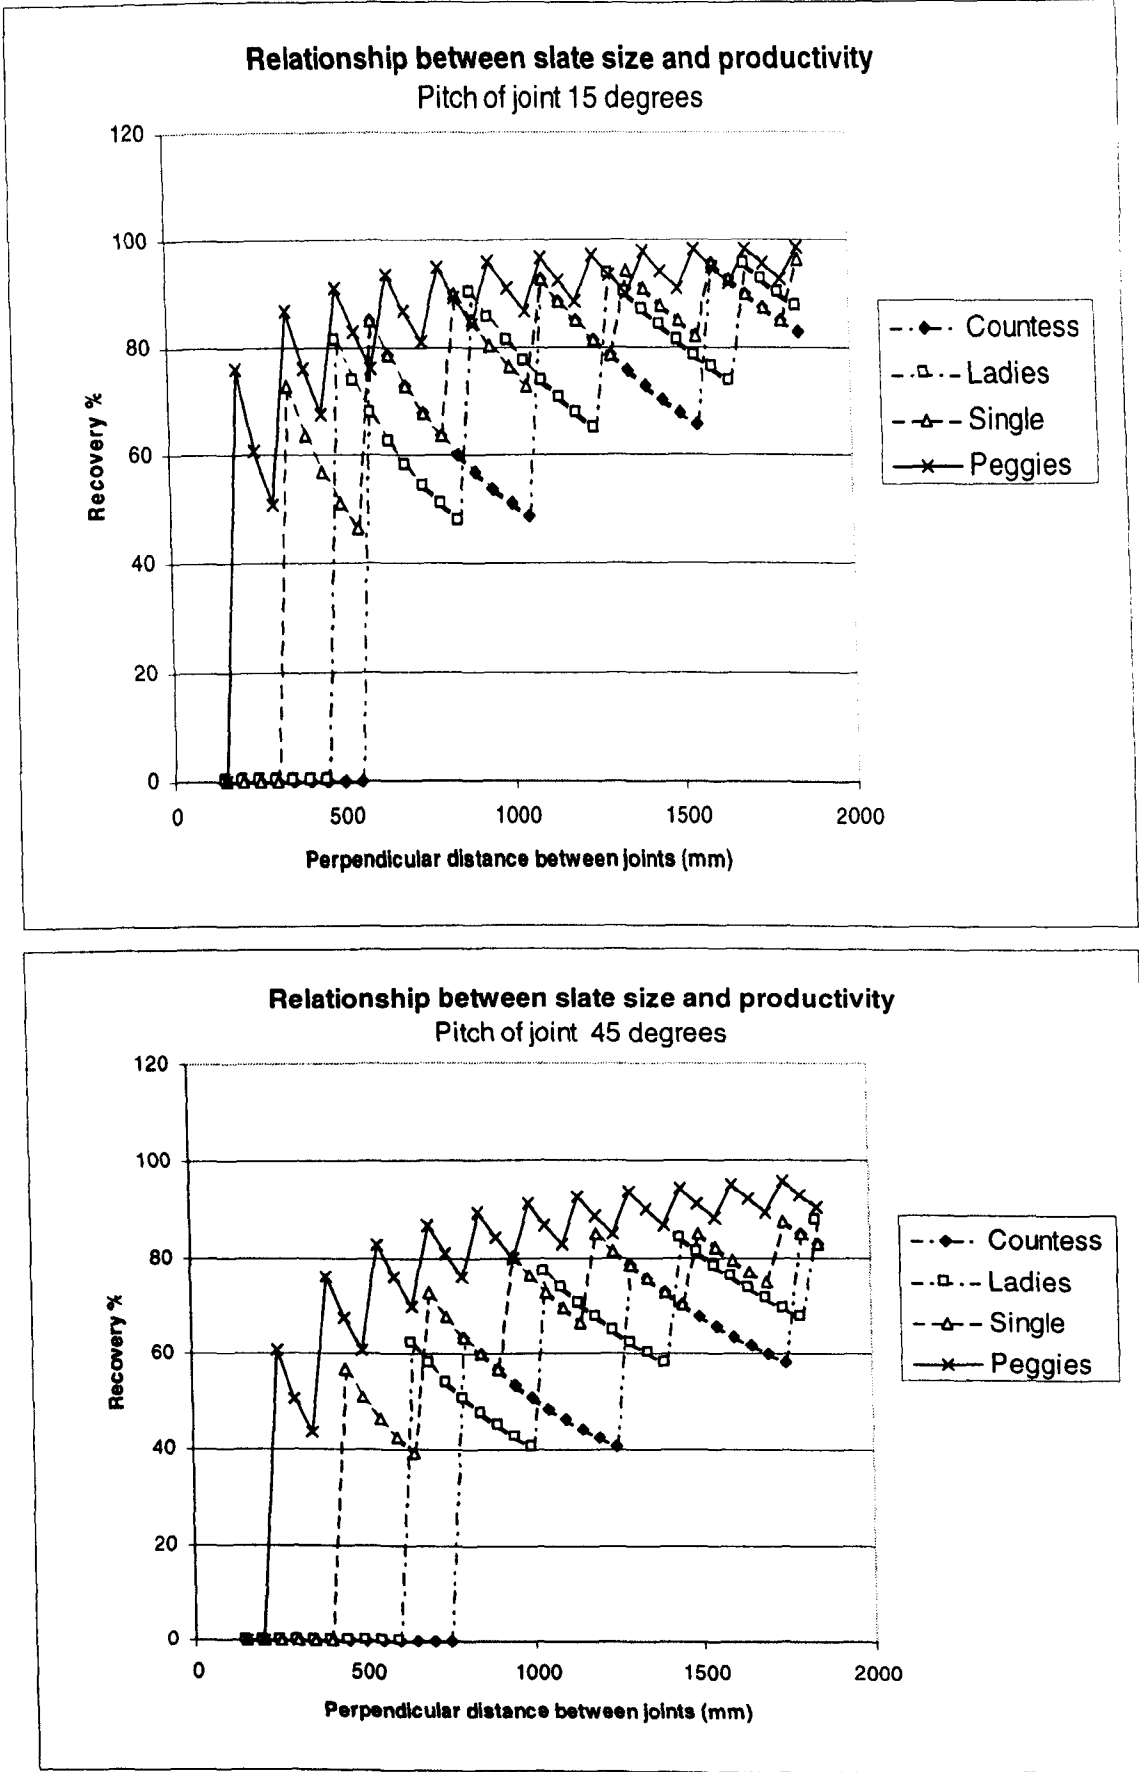 Relationship between slate size and productivity
Pitch of joint 15 degrees
120
100
80
60
40
20
0
Recovery %
0 500 1000 1500 2000
Perpendicular distance between joints (mm)
Countess
Ladies
Single
Peggies
Relationship between slate size and productivity
Pitch of joint 45 degrees
120
100
80
60
40
20
0
Recovery %
0 500 1000 1500 2000
Perpendicular distance between joints (mm)
Countess
Ladies
Single
Peggies